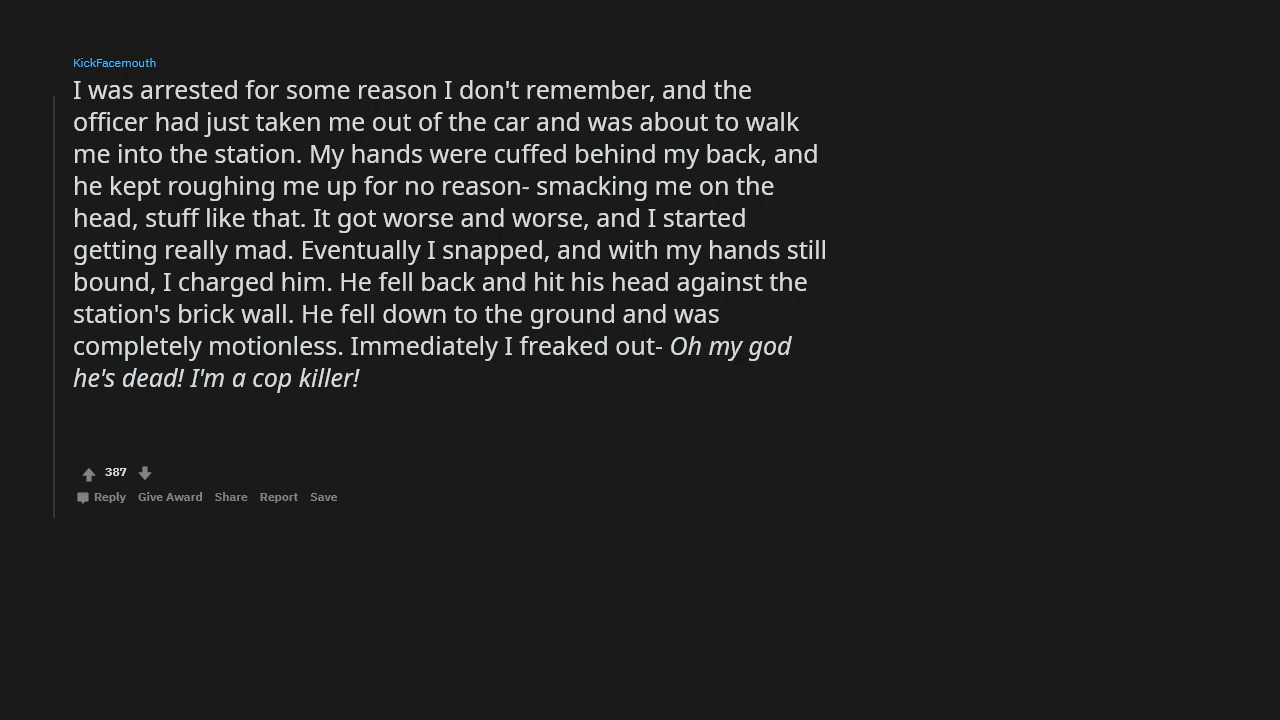 KickFacemouth
I was arrested for some reason I don't remember, and the
officer had just taken me out of the car and was about to walk
me into the station. My hands were cuffed behind my back, and
he kept roughing me up for no reason- smacking me on the
head, stuff like that. It got worse and worse, and I started
getting really mad. Eventually I snapped, and with my hands still
bound, I charged him. He fell back and hit his head against the
station's brick wall. He fell down to the ground and was
completely motionless. Immediately I freaked out- Oh my god
he's dead! I'm a cop killer!
387
Reply Give Award Share Report Save